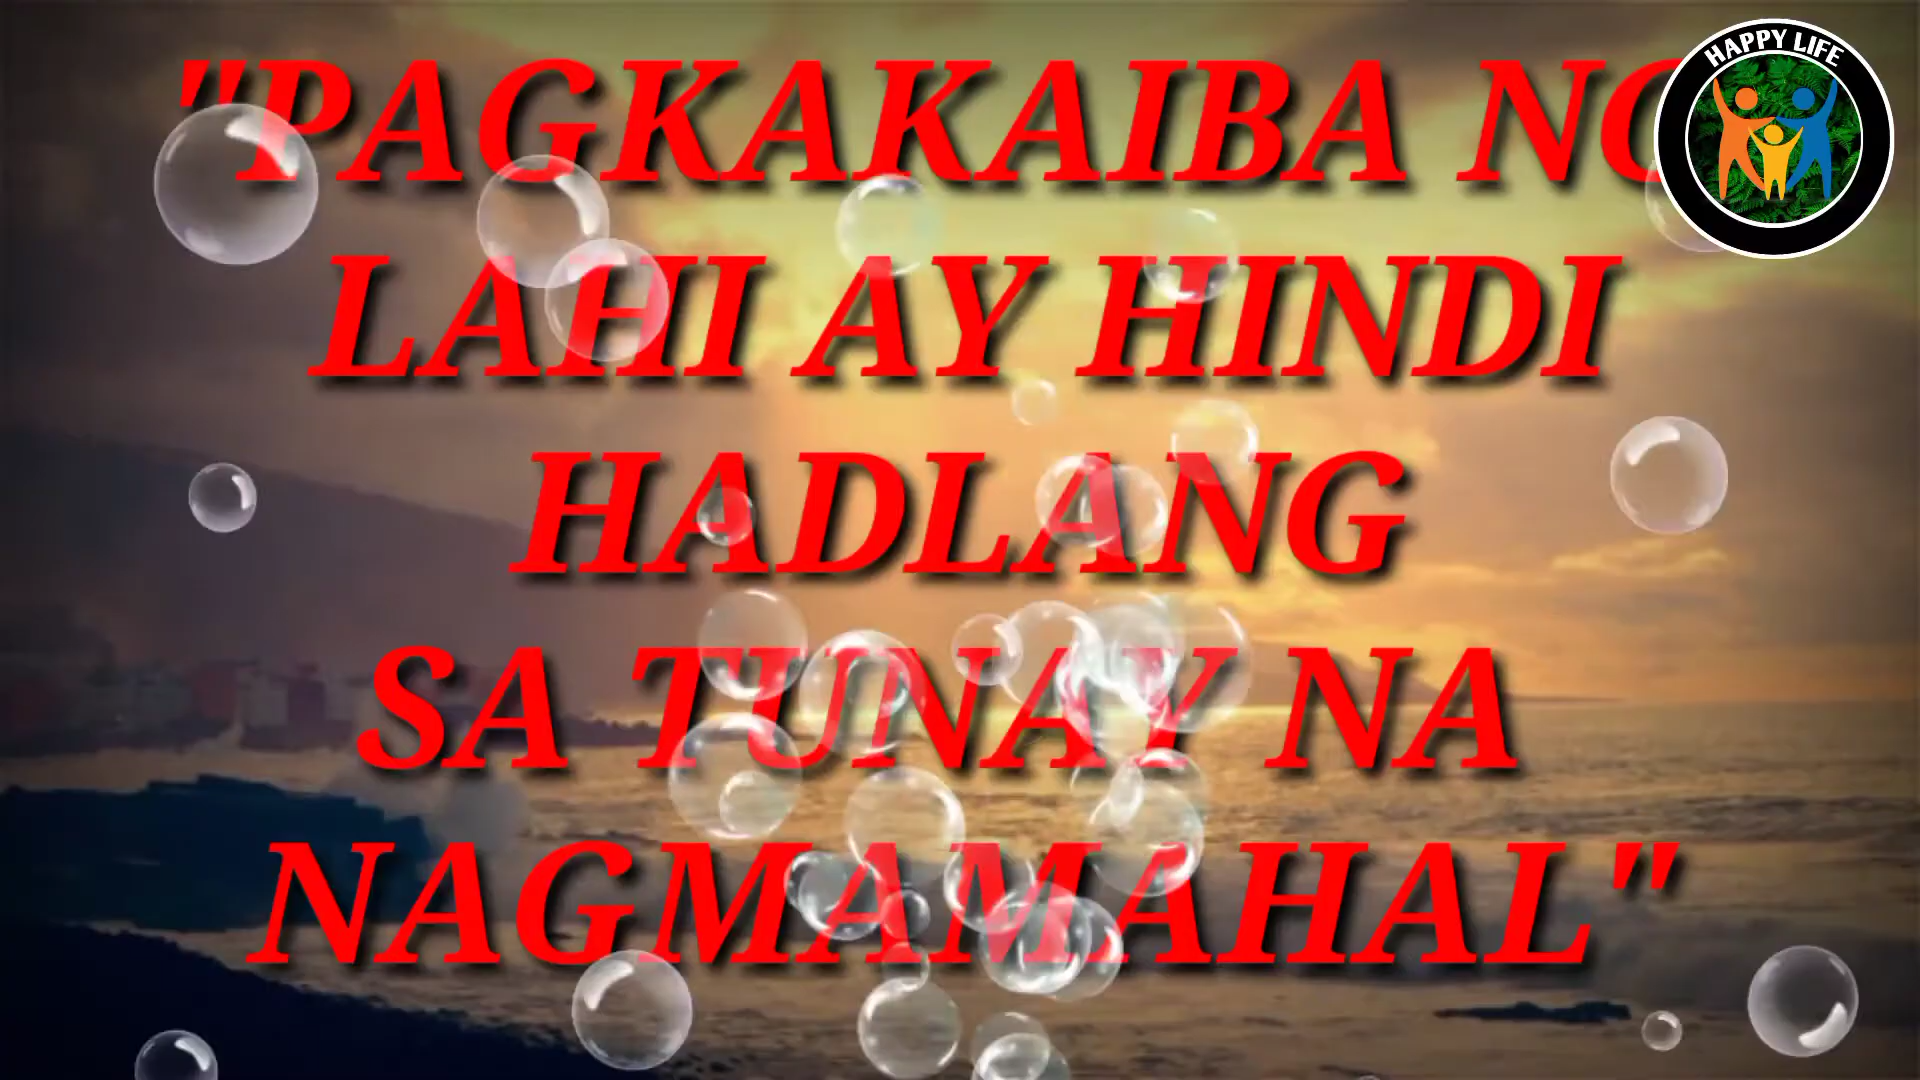 "PAGKAKAIBA NG
LAHI AY HINDI
HADLANG
SA TUNAY NA
NAGMAMAHAL"
HAPPY LIFE